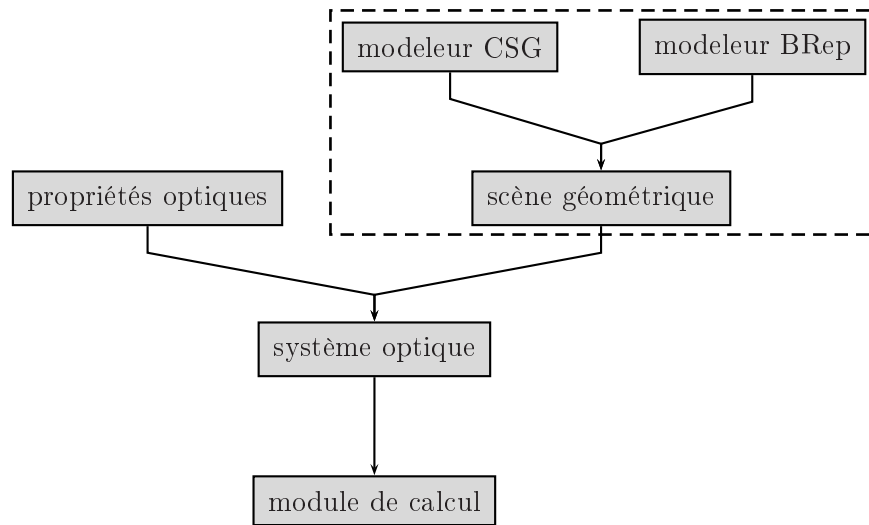 modeleur CSG
modeleur BRep
propriétés optiques
scène géométrique
système optique
module de calcul